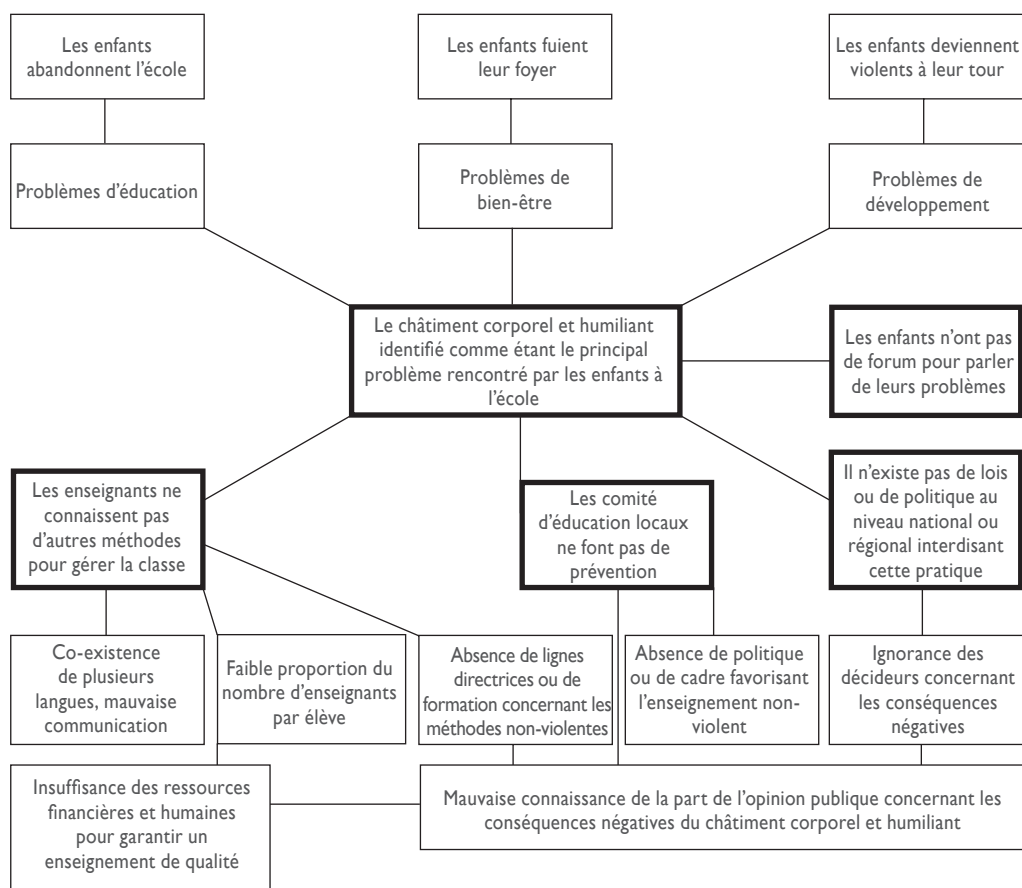 Les enfants
abandonnent l’école
Les enfants fuient
leur foyer
Les enfants deviennent
violents à leur tour
Problèmes d’éducation
Problèmes de
bien-être
Problèmes de
développement
Le châtiment corporel et humiliant
identifié comme étant le principal
problème rencontré par les enfants à
l’école
Les enfants n’ont pas
de forum pour parler
de leurs problèmes
Les enseignants ne
connaissent pas
d’autres méthodes
pour gérer la classe
Les comité
d’éducation locaux
ne font pas de
prévention
Il n’existe pas de lois
ou de politique au
niveau national ou
régional interdisant
cette pratique
Co-existence
de plusieurs
langues, mauvaise
communication
Faible proportion du
nombre d’enseignants
par élève
Absence de lignes
directrices ou de
formation concernant les
méthodes non-violentes
Absence de politique
ou de cadre favorisant
l’enseignement non-
violent
Ignorance des
décideurs concernant
les conséquences
négatives
Insuffisance des ressources
financières et humaines
pour garantir un
enseignement de qualité
Mauvaise connaissance de la part de l’opinion publique concernant les
conséquences négatives du châtiment corporel et humiliant